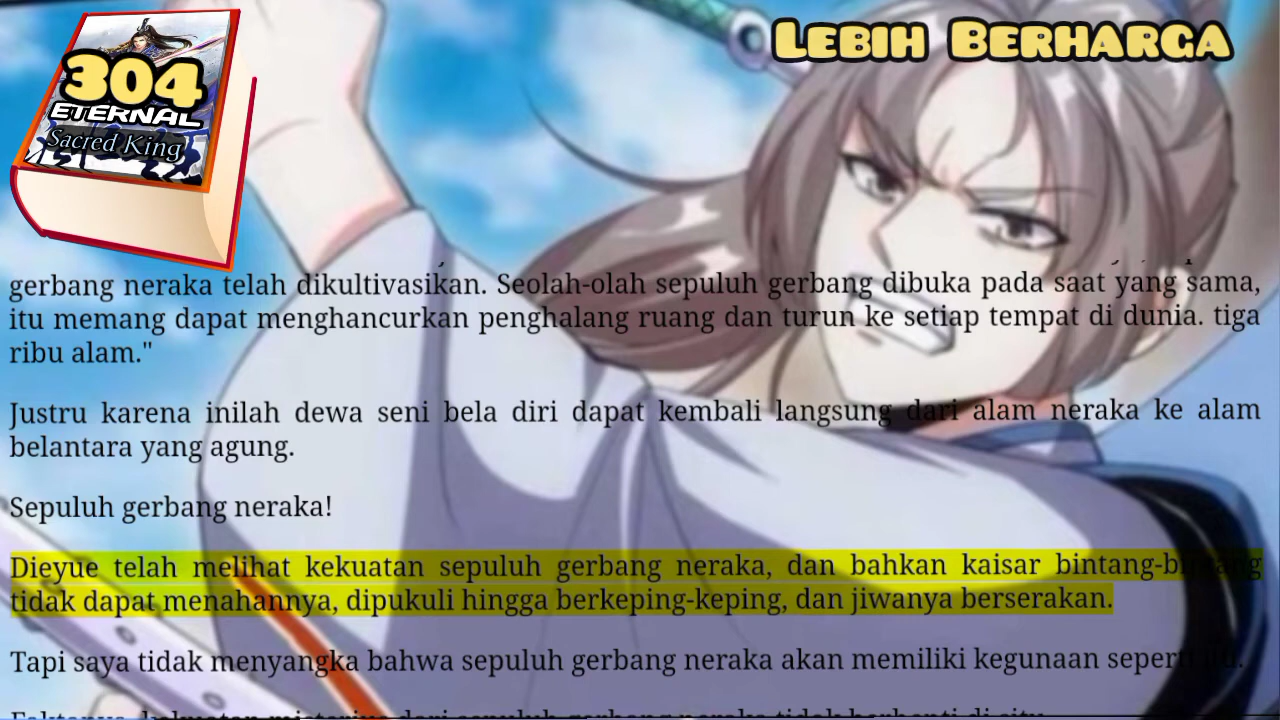 LEBIH BERHARGA
304
ETERNAL
Sacred King
gerbang neraka telah dikultivasikan. Seolah-olah sepuluh gerbang dibuka pada saat yang sama,
itu memang dapat menghancurkan penghalang ruang dan turun ke setiap tempat di dunia. tiga
ribu alam."
Justru karena inilah dewa seni bela diri dapat kembali langsung dari alam neraka ke alam
belantara yang agung.
Sepuluh gerbang neraka!
Dieyue telah melihat kekuatan sepuluh gerbang neraka, dan bahkan kaisar bintang-bintang
tidak dapat menahannya, dipukuli hingga berkeping-keping, dan jiwanya berserakan.
Tapi saya tidak menyangka bahwa sepuluh gerbang neraka akan memiliki kegunaan seperti itu.